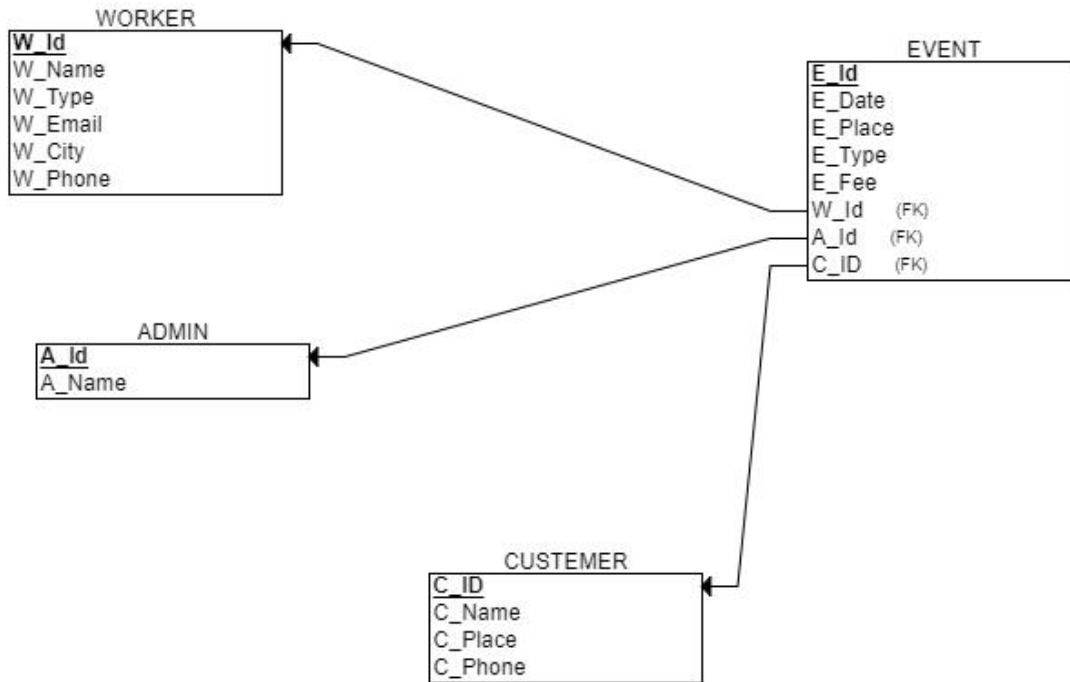 WORKER
W_Id
W_Name
W_Type
W_Email
W_City
W_Phone
EVENT
E_Id
E_Date
E_Place
E_Type
E_Fee
W_Id (FK)
A_Id (FK)
C_ID (FK)
ADMIN
A_Id
A_Name
CUSTEMER
C_ID
C_Name
C_Place
C_Phone